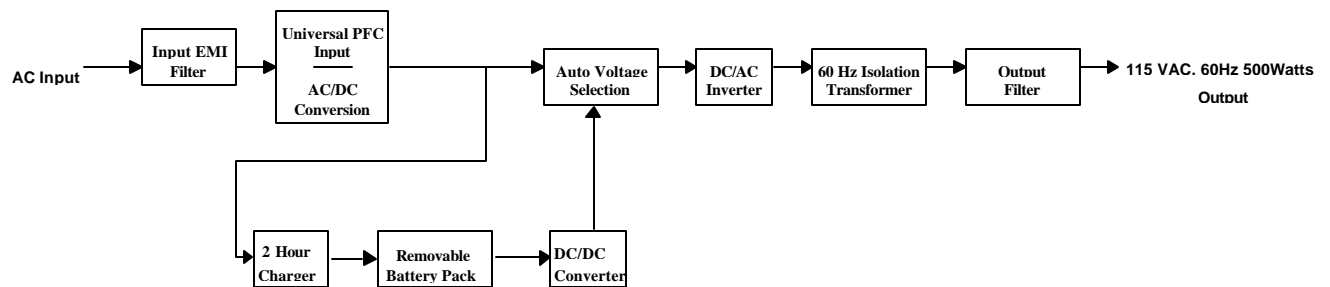 AC Input
Input EMI
Filter
Universal PFC
Input
AC/DC
Conversion
Auto Voltage
Selection
DC/AC
Inverter
60 Hz Isolation
Transformer
Output
Filter
115 VAC. 60Hz 500Watts
Output
2 Hour
Charger
Removable
Battery Pack
DC/DC
Converter